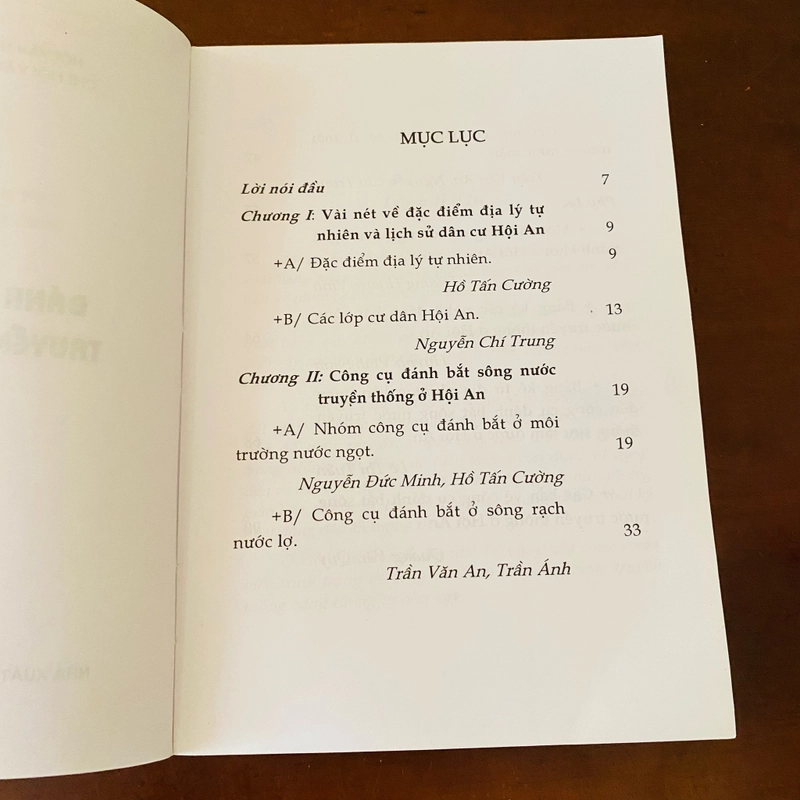 MỤC LỤC
Lời nói đầu 7
Chương I: Vài nét về đặc điểm địa lý tự
nhiên và lịch sử dân cư Hội An 9
+A/ Đặc điểm địa lý tự nhiên. 9
Hồ Tấn Cường
+B/ Các lớp cư dân Hội An. 13
Nguyễn Chí Trung
Chương II: Công cụ đánh bắt sông nước
truyền thống ở Hội An 19
+A/ Nhóm công cụ đánh bắt ở môi
trường nước ngọt. 19
Nguyễn Đức Minh, Hồ Tấn Cường
+B/ Công cụ đánh bắt ở sông rạch
nước lợ. 33
Trần Văn An, Trần Ánh